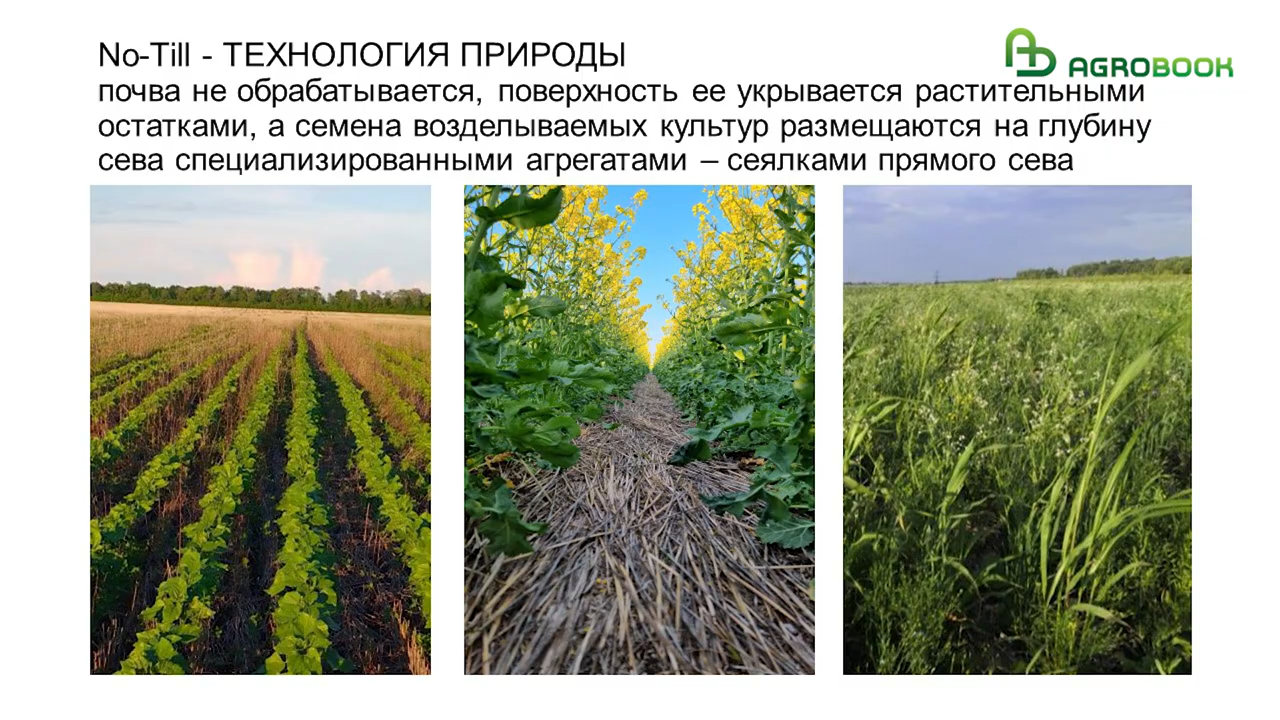 No-Till - ТЕХНОЛОГИЯ ПРИРОДЫ
AGROBOOK
почва не обрабатывается, поверхность ее укрывается растительными
остатками, а семена возделываемых культур размещаются на глубину
сева специализированными агрегатами – сеялками прямого сева